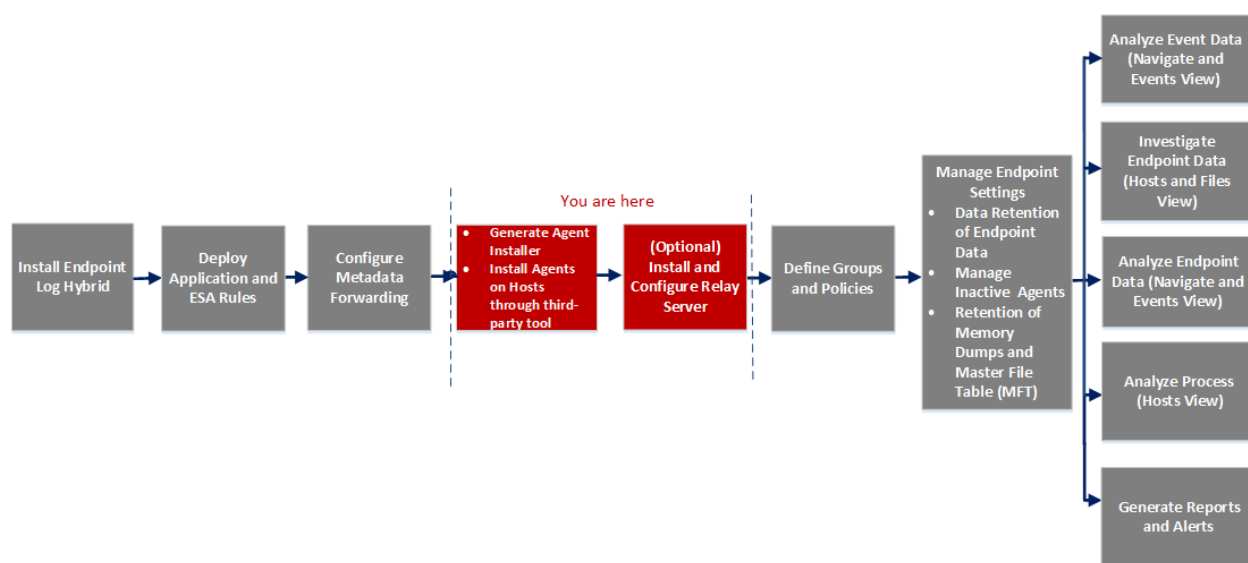 Install Endpoint
Log Hybrid
Deploy
Application and
ESA Rules
Configure
Metadada
Forwarding
You are here
• Generate Agent
Installer
• Install Agents
on Hosts
through third-
party tool
(Optional)
Install and
Configure Relay
Server
Define Groups
and Policies
Manage Endpoint
Settings
• Data Retention
of Endpoint
Data
• Manage
Inactive Agents
• Retention of
Memory
Dumps and
Master File
Table (MFT)
Analyze Event Data
(Navigate and
Events View)
Investigate
Endpoint Data
(Hosts and Files
View)
Analyze Endpoint
Data (Navigate and
Events View)
Analyze Process
(Hosts View)
Generate Reports
and Alerts